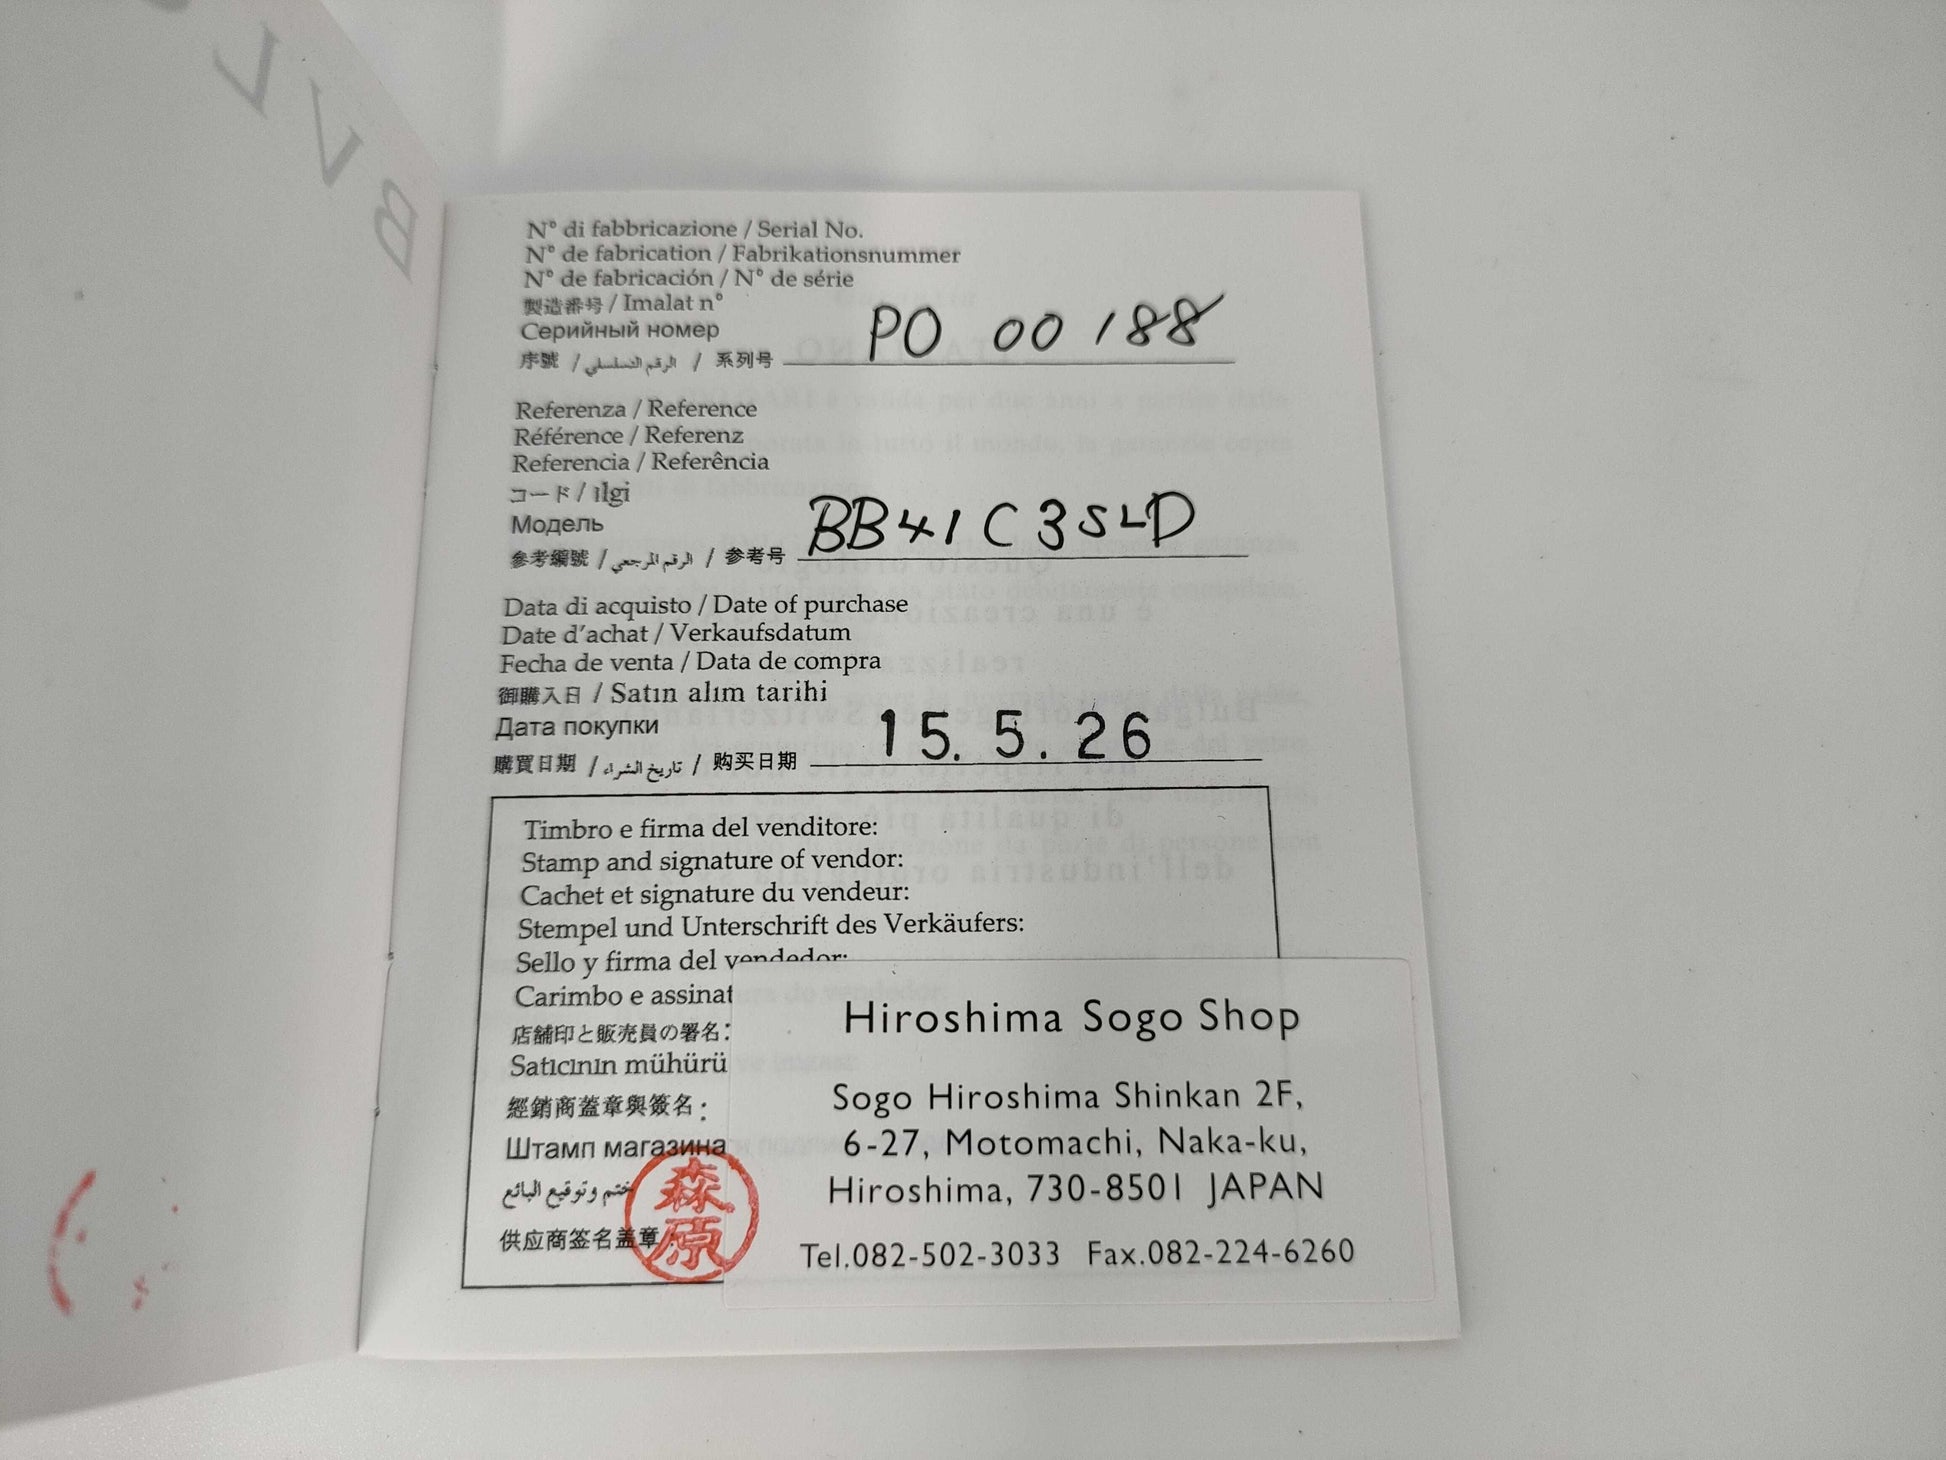 BVL
N° di fabbricazione / Serial No.
N° de fabrication / Fabrikationsnummer
N° de fabricación / N° de série
製造番号 / Imalat n°
Серийный номер
序號 / الرقم التسلسلي / 系列号 PO 00188
Referenza / Reference
Référence / Referenz
Referencia / Referência
コード / ılgi
Модель
參考編號 / الرقم المرجعي / 参考号 BB41C3SLD
Data di acquisto / Date of purchase
Date d'achat / Verkaufsdatum
Fecha de venta / Data de compra
御購入日 / Satın alım tarihi
Дата покупки
購買日期 / تاريخ الشراء / 购买日期 15. 5. 26
Timbro e firma del venditore:
Stamp and signature of vendor:
Cachet et signature du vendeur:
Stempel und Unterschrift des Verkäufers:
Sello y firma del vendedor:
Carimbo e assinat
店舗印と販売員の署名:
Satıcının mühürü
經銷商蓋章與簽名:
Штамп магазина
ختم وتوقيع البائع
供应商签名盖章:
森原
Hiroshima Sogo Shop
Sogo Hiroshima Shinkan 2F,
6-27, Motomachi, Naka-ku,
Hiroshima, 730-8501 JAPAN
Tel.082-502-3033 Fax.082-224-6260